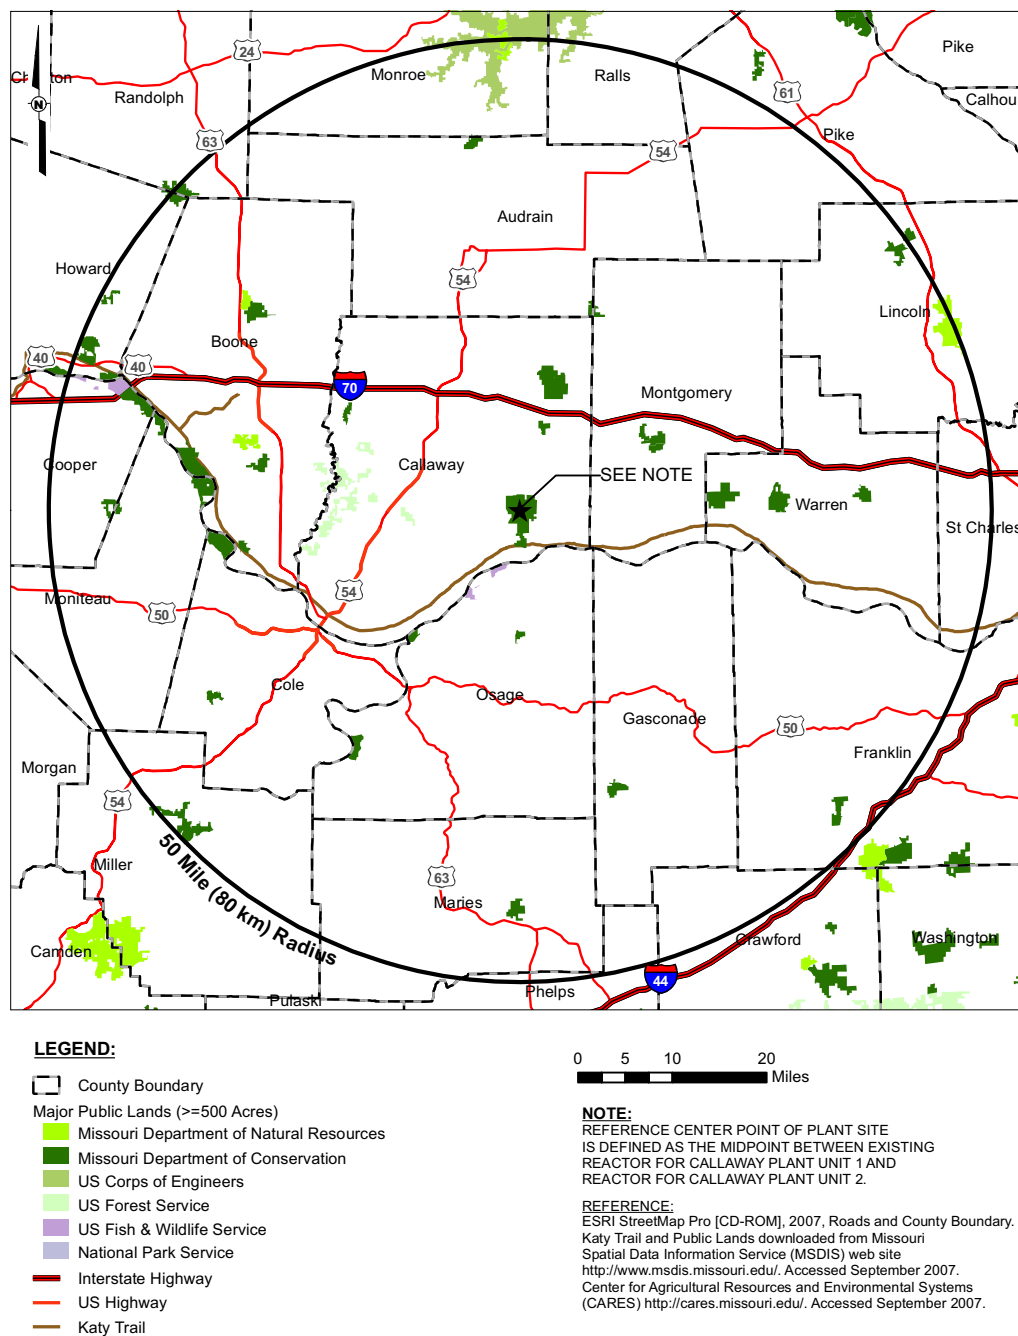 24
Monroe
Ralls
Pike
Randolph
61
Calhou
63
Pike
54
Audrain
Howard
54
Lincoln
Boone
40
40
70
Montgomery
Cooper
Callaway
SEE NOTE
Warren
St Charles
54
Moniteau
50
Cole
Osage
Gasconade
50
Franklin
Morgan
54
50 Mile (80 km) Radius
Miller
63
Maries
Camden
Crawford
Washington
44
Phelps
Pulaski
N
LEGEND:
County Boundary
Major Public Lands (>=500 Acres)
Missouri Department of Natural Resources
Missouri Department of Conservation
US Corps of Engineers
US Forest Service
US Fish & Wildlife Service
National Park Service
Interstate Highway
US Highway
Katy Trail
0 5 10 20
Miles
NOTE:
REFERENCE CENTER POINT OF PLANT SITE
IS DEFINED AS THE MIDPOINT BETWEEN EXISTING
REACTOR FOR CALLAWAY PLANT UNIT 1 AND
REACTOR FOR CALLAWAY PLANT UNIT 2.
REFERENCE:
ESRI StreetMap Pro [CD-ROM], 2007, Roads and County Boundary.
Katy Trail and Public Lands downloaded from Missouri
Spatial Data Information Service (MSDIS) web site
http://www.msdis.missouri.edu/. Accessed September 2007.
Center for Agricultural Resources and Environmental Systems
(CARES) http://cares.missouri.edu/. Accessed September 2007.